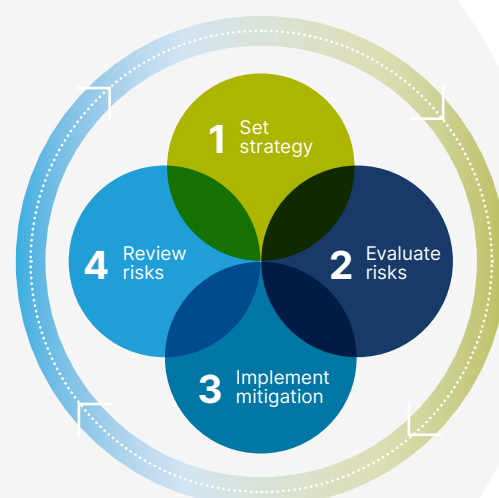 1 Set
strategy
2 Evaluate
risks
3 Implement
mitigation
4 Review
risks